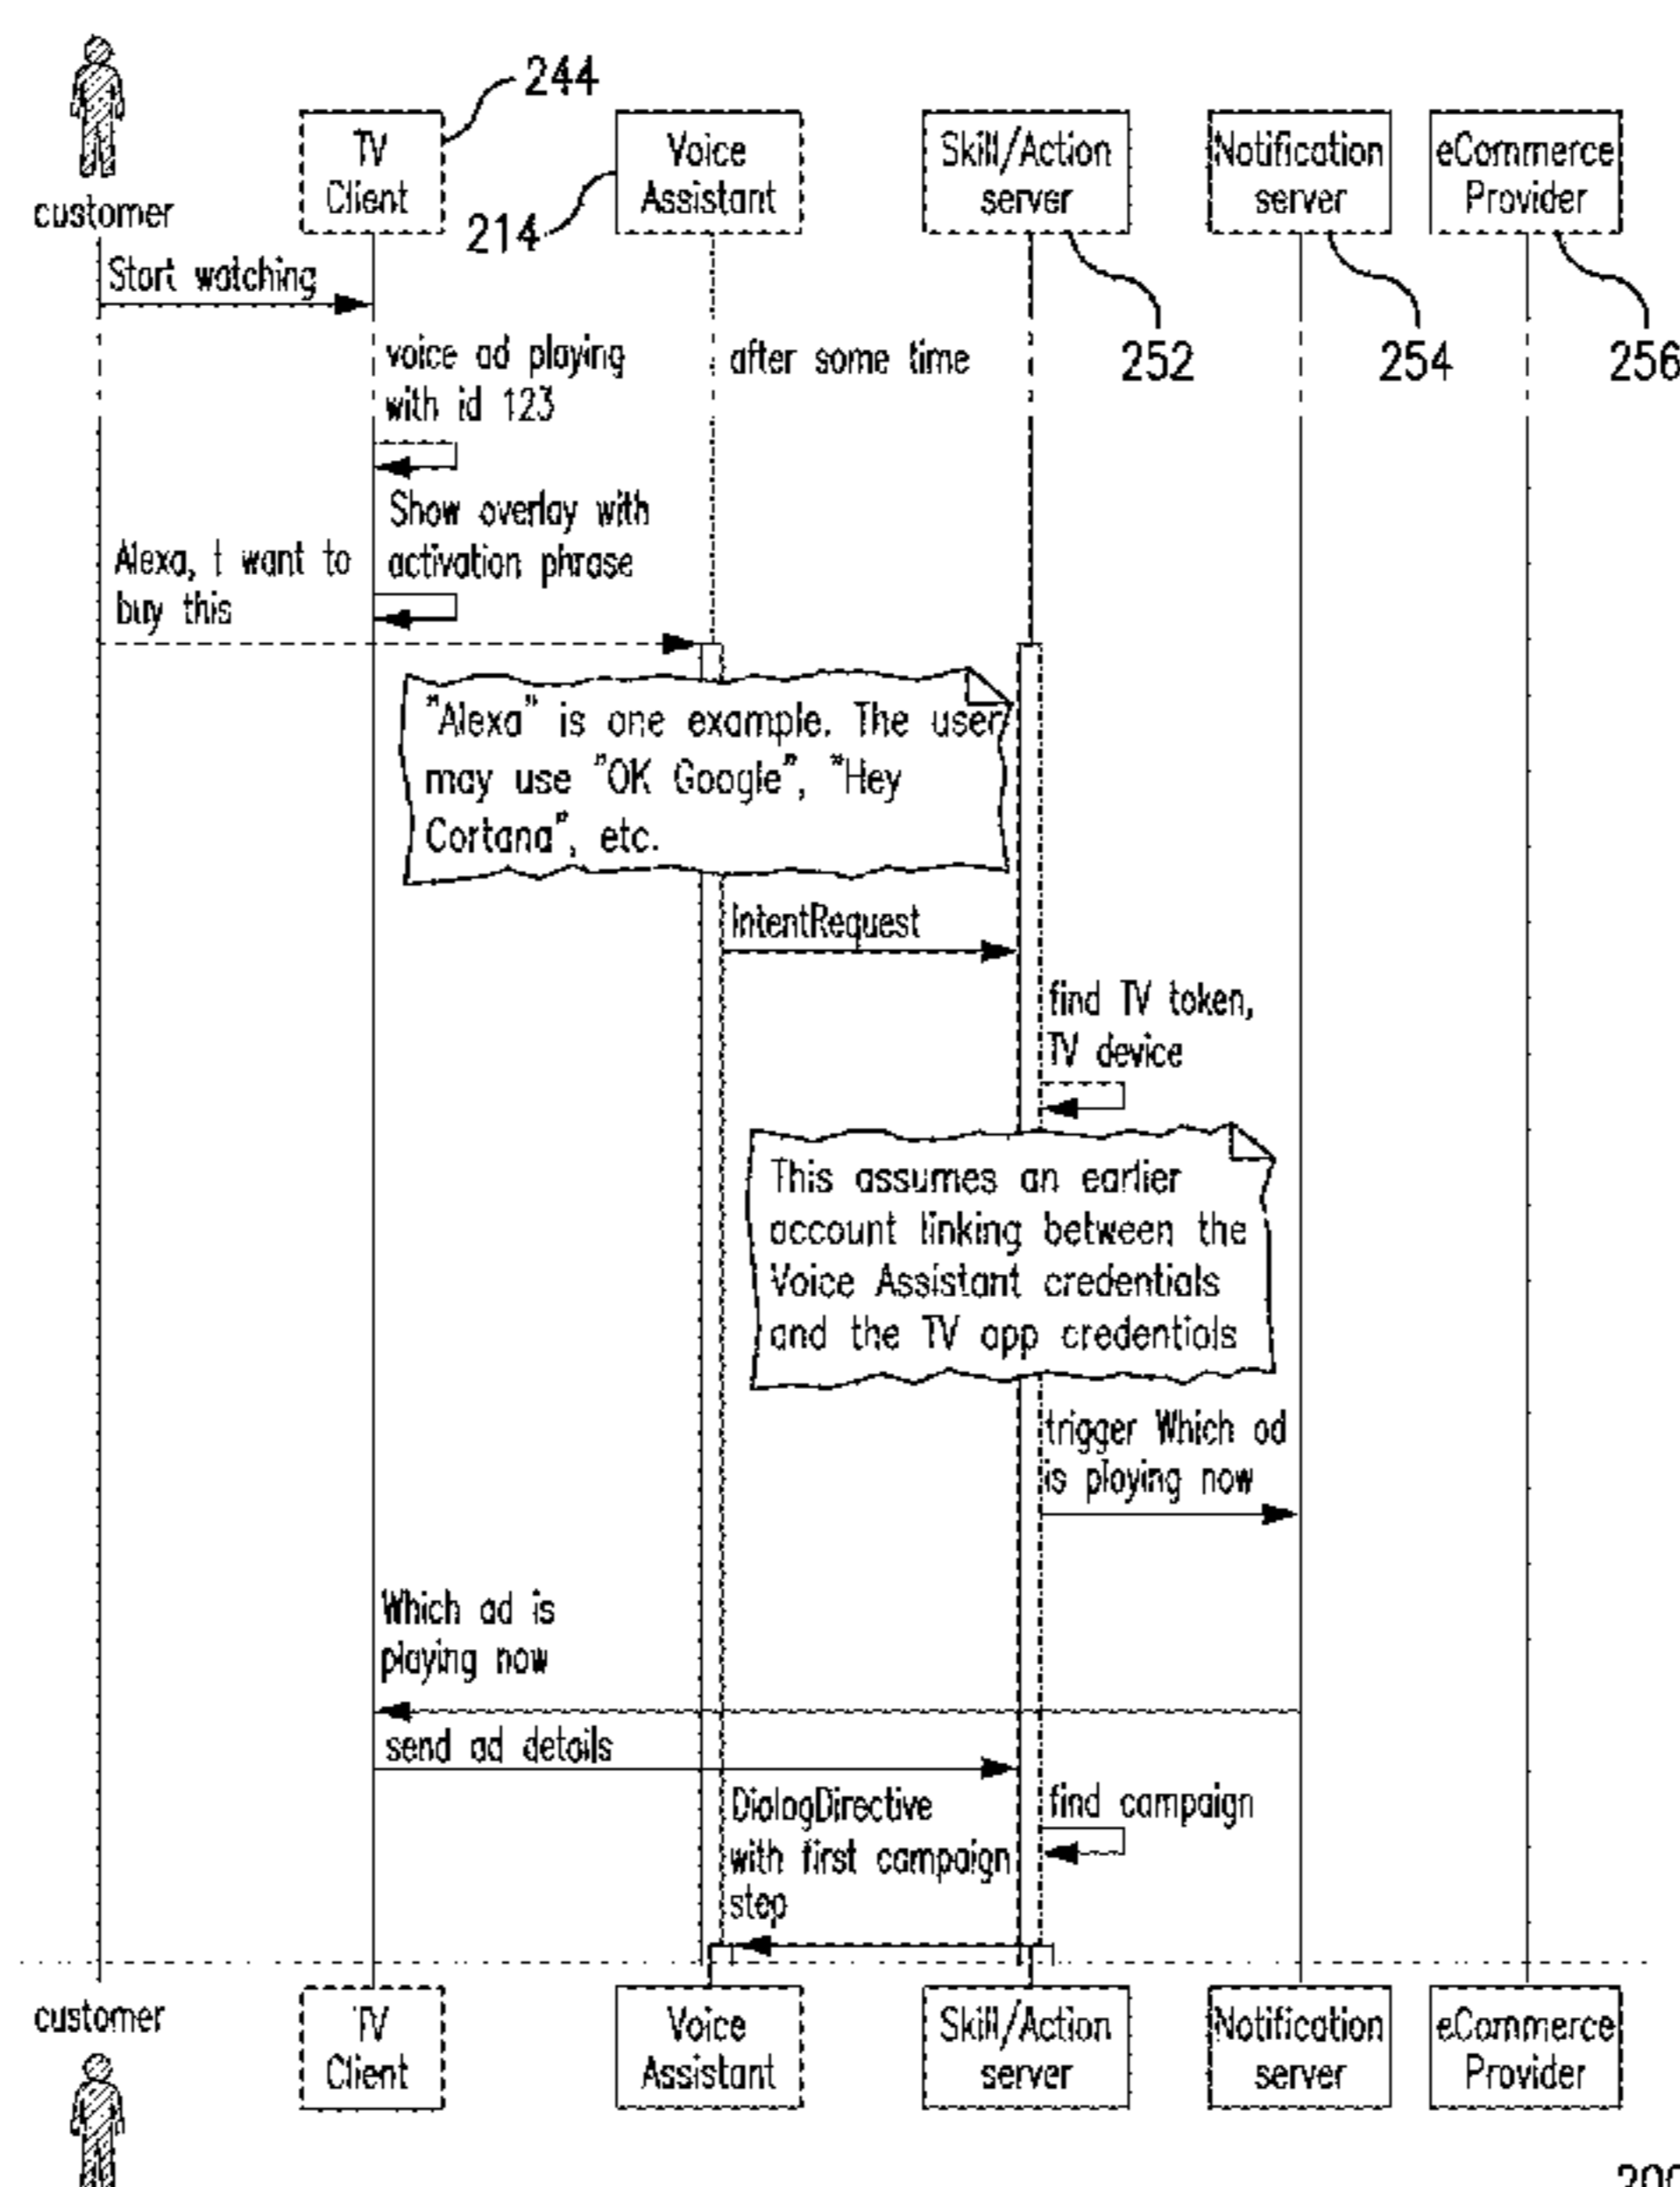 244
TV
Client
Voice
Assistant
Skill/Action
server
Notification
server
eCommerce
Provider
customer
214
Start watching
252
254
256
voice ad playing
with id 123
after some time
Show overlay with
activation phrase
Alexa, I want to
buy this
"Alexa" is one example. The user
may use "OK Google", "Hey
Cortana", etc.
IntentRequest
find TV token,
TV device
This assumes an earlier
account linking between the
Voice Assistant credentials
and the TV app credentials
trigger Which ad
is playing now
Which ad is
playing now
send ad details
DialogDirective
with first campaign
step
find campaign
customer
TV
Client
Voice
Assistant
Skill/Action
server
Notification
server
eCommerce
Provider